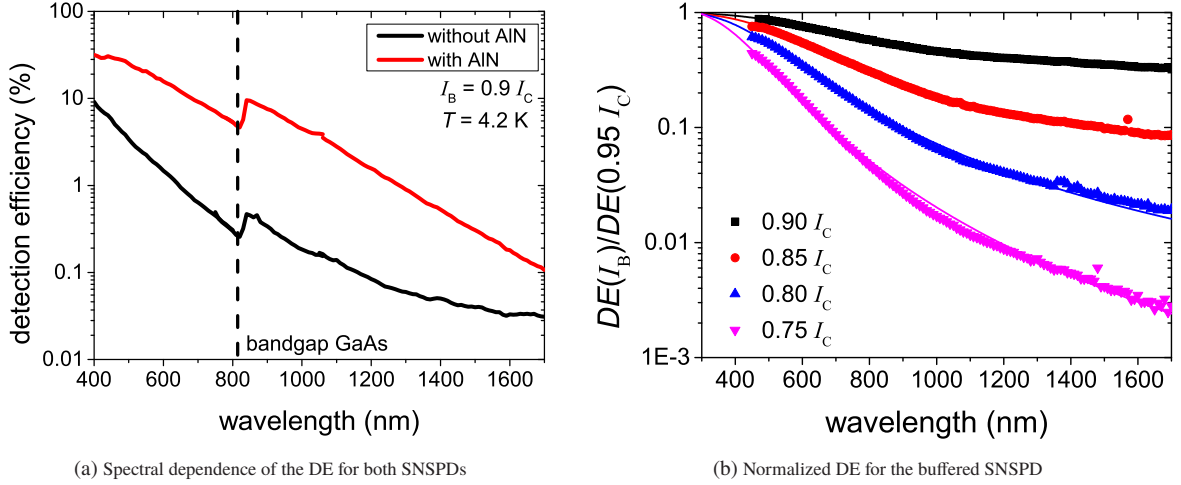 100
10
1
0.1
0.01
400
600
800
1000
1200
1400
1600
detection efficiency (%)
wavelength (nm)
without AlN
with AlN
I_B = 0.9 I_C
T = 4.2 K
bandgap GaAs
(a) Spectral dependence of the DE for both SNSPDs
1
0.1
0.01
1E-3
400
600
800
1000
1200
1400
1600
DE(I_B)/DE(0.95 I_C)
wavelength (nm)
0.90 I_C
0.85 I_C
0.80 I_C
0.75 I_C
(b) Normalized DE for the buffered SNSPD